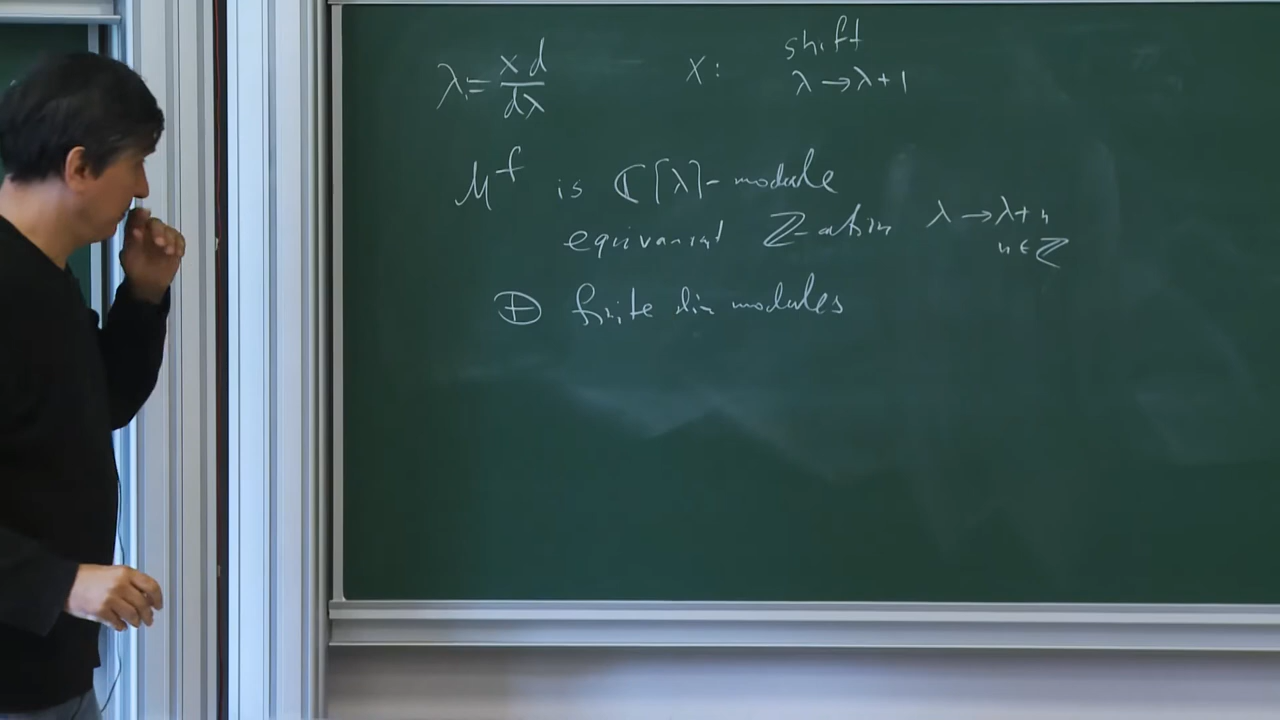 λ := x d/dx X: shift λ → λ+1
M^f is ℂ[λ]-module
equivariant ℤ-action λ → λ+n n ∈ ℤ
⊕ finite dim modules